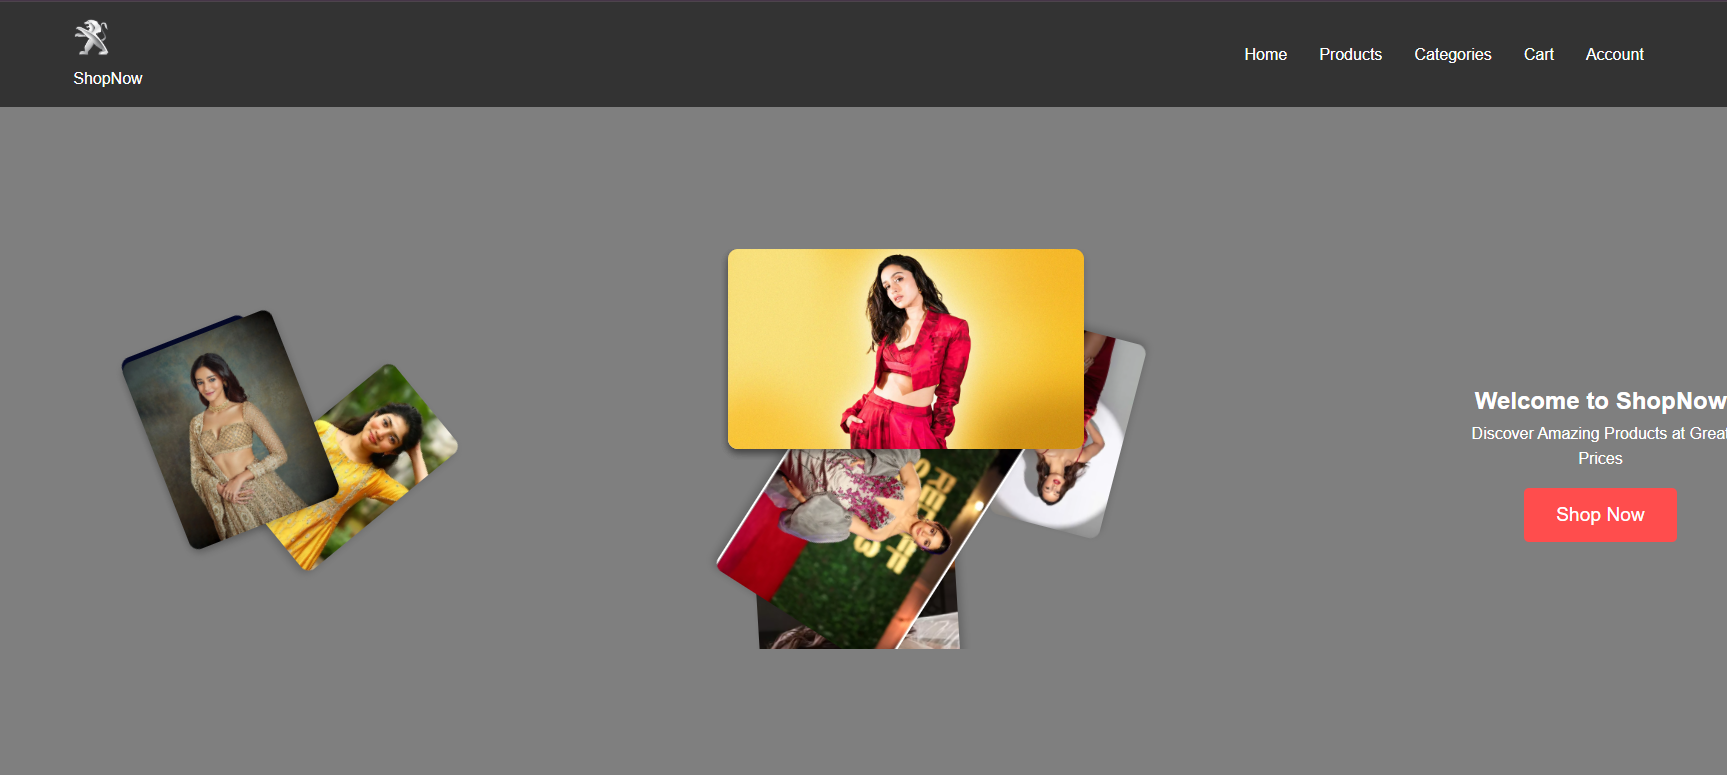 ShopNow
Home
Products
Categories
Cart
Account
Welcome to ShopNow
Discover Amazing Products at Great
Prices
Shop Now